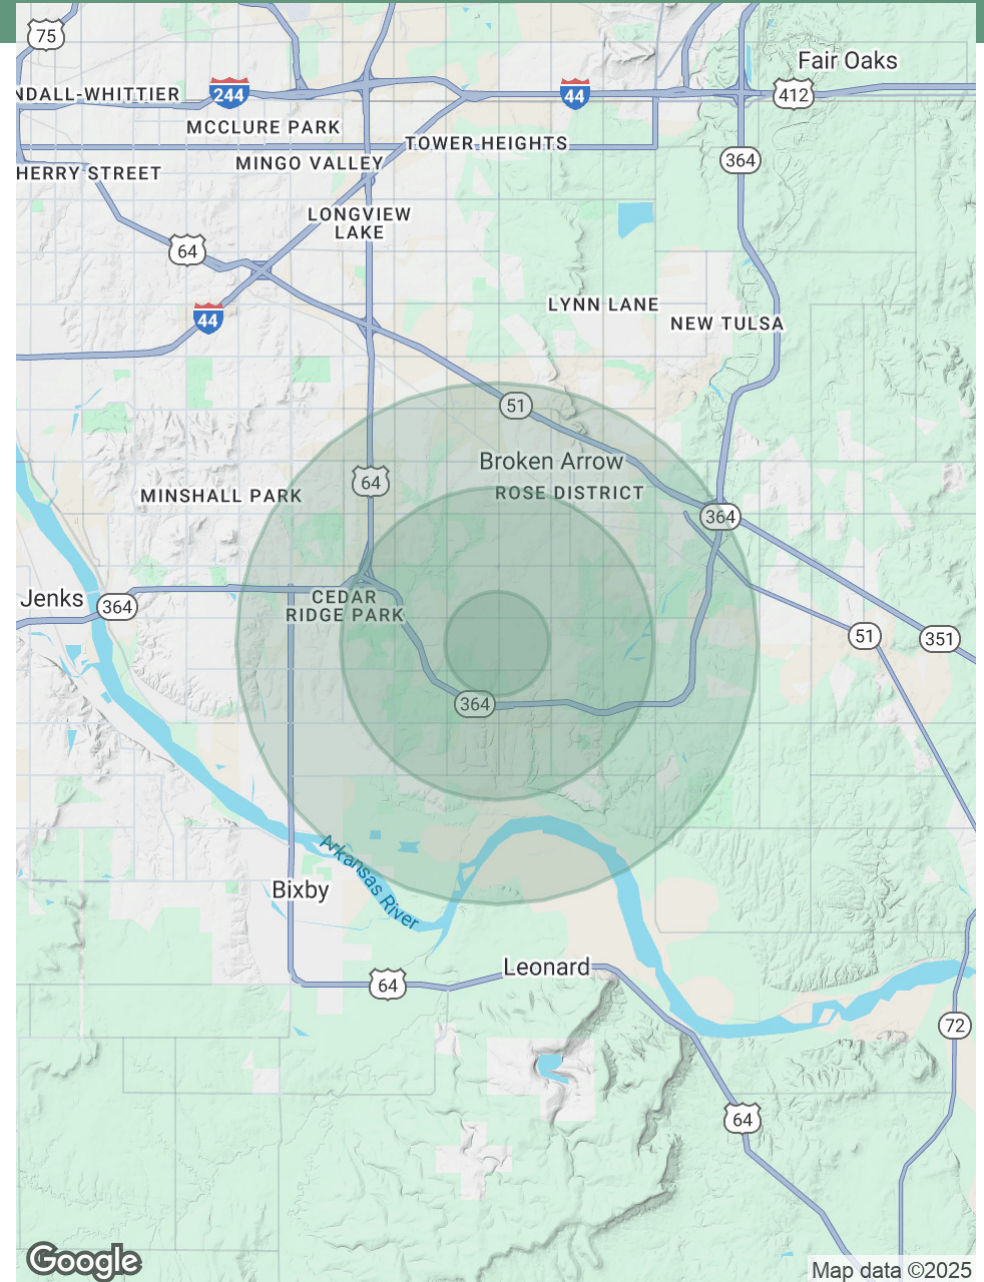 75
Fair Oaks
NDALL-WHITTIER
244
44
412
MCCLURE PARK
TOWER HEIGHTS
HERRY STREET
MINGO VALLEY
364
LONGVIEW
LAKE
64
LYNN LANE
44
NEW TULSA
51
Broken Arrow
64
ROSE DISTRICT
MINSHALL PARK
364
Jenks
364
CEDAR
RIDGE PARK
51
351
364
Arkansas River
Bixby
Leonard
64
72
64
Google
Map data ©2025